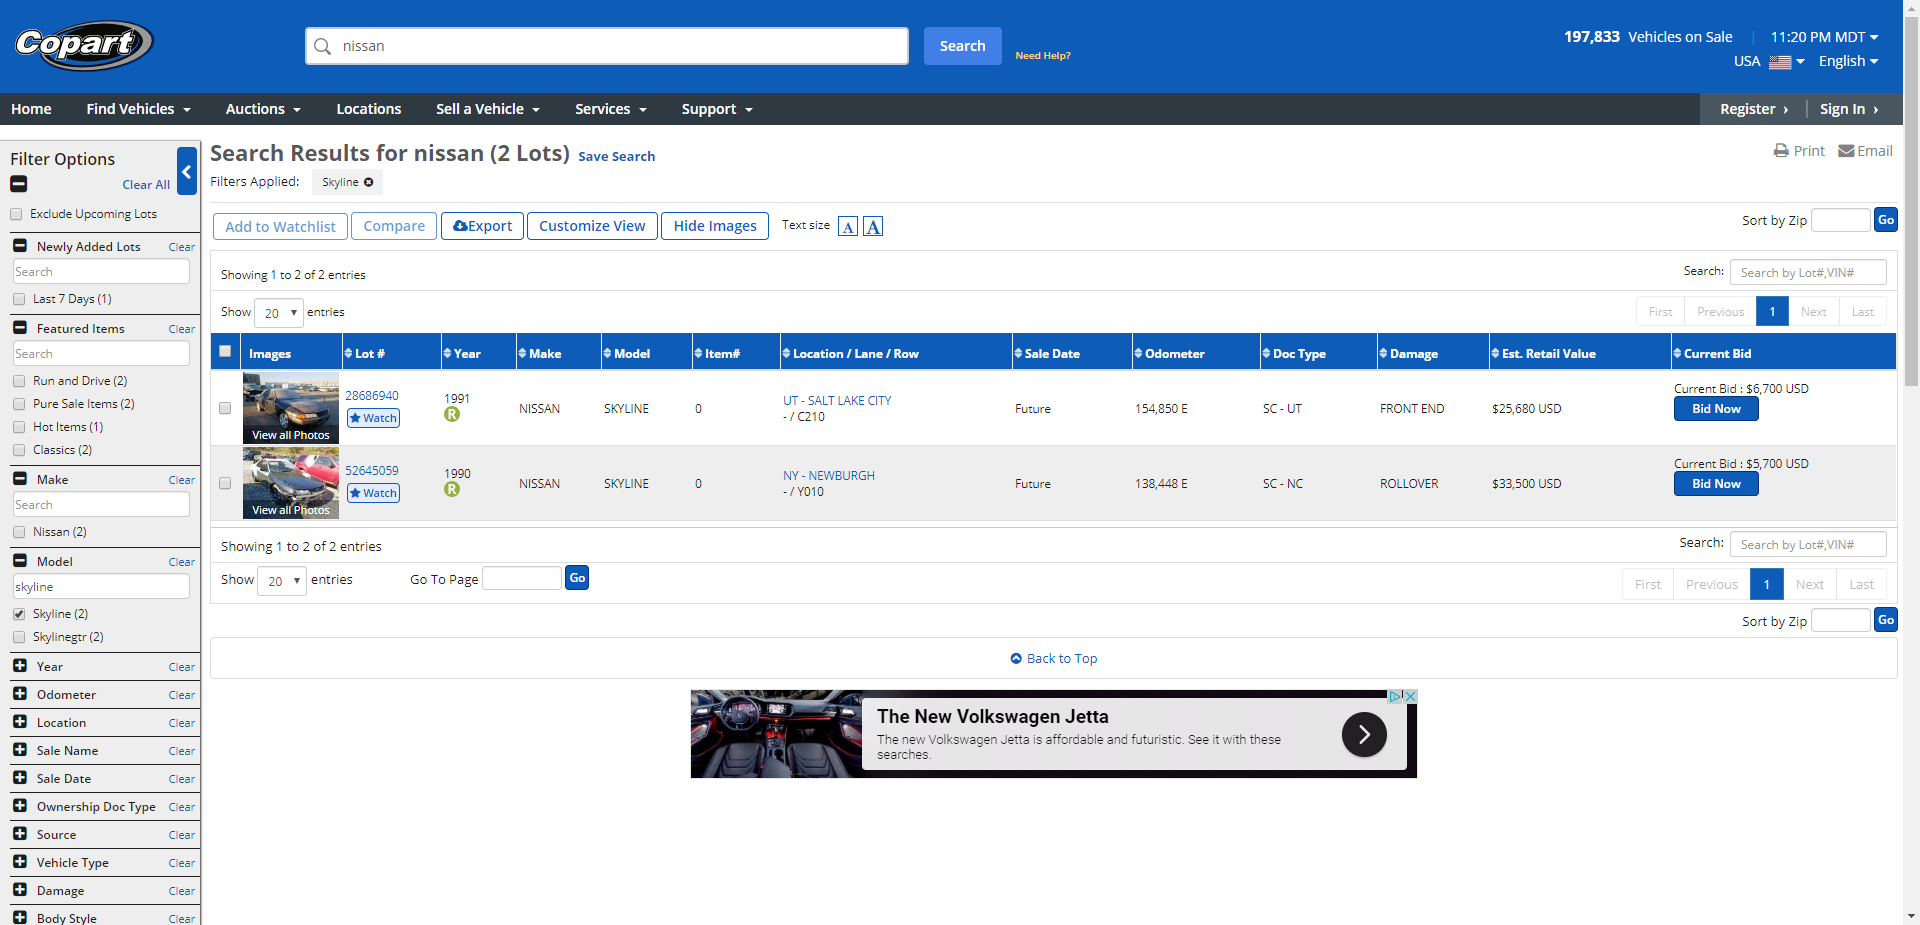 Copart
nissan
Search
Need Help?
197,833 Vehicles on Sale
11:20 PM MDT
USA
English
Home
Find Vehicles
Auctions
Locations
Sell a Vehicle
Services
Support
Register ›
Sign In ›
Filter Options
Clear All
Exclude Upcoming Lots
Newly Added Lots Clear
Search
Last 7 Days (1)
Featured Items Clear
Search
Run and Drive (2)
Pure Sale Items (2)
Hot Items (1)
Classics (2)
Make Clear
Search
Nissan (2)
Model Clear
skyline
Skyline (2)
Skylinegtr (2)
Year Clear
Odometer Clear
Location Clear
Sale Name Clear
Sale Date Clear
Ownership Doc Type Clear
Source Clear
Vehicle Type Clear
Damage Clear
Body Style Clear
Search Results for nissan (2 Lots) Save Search
Print Email
Filters Applied: Skyline
Add to Watchlist Compare Export Customize View Hide Images Text size A A
Sort by Zip Go
Showing 1 to 2 of 2 entries
Search: Search by Lot#,VIN#
Show 20 entries
First Previous 1 Next Last
Images Lot # Year Make Model Item# Location / Lane / Row Sale Date Odometer Doc Type Damage Est. Retail Value Current Bid
View all Photos
28686940
Watch
1991
R
NISSAN SKYLINE 0
UT - SALT LAKE CITY
- / C210
Future 154,850 E SC - UT FRONT END $25,680 USD
Current Bid : $6,700 USD
Bid Now
View all Photos
52645059
Watch
1990
R
NISSAN SKYLINE 0
NY - NEWBURGH
- / Y010
Future 138,448 E SC - NC ROLLOVER $33,500 USD
Current Bid : $5,700 USD
Bid Now
Showing 1 to 2 of 2 entries
Search: Search by Lot#,VIN#
Show 20 entries Go To Page Go
First Previous 1 Next Last
Sort by Zip Go
Back to Top
The New Volkswagen Jetta
The new Volkswagen Jetta is affordable and futuristic. See it with these
searches.